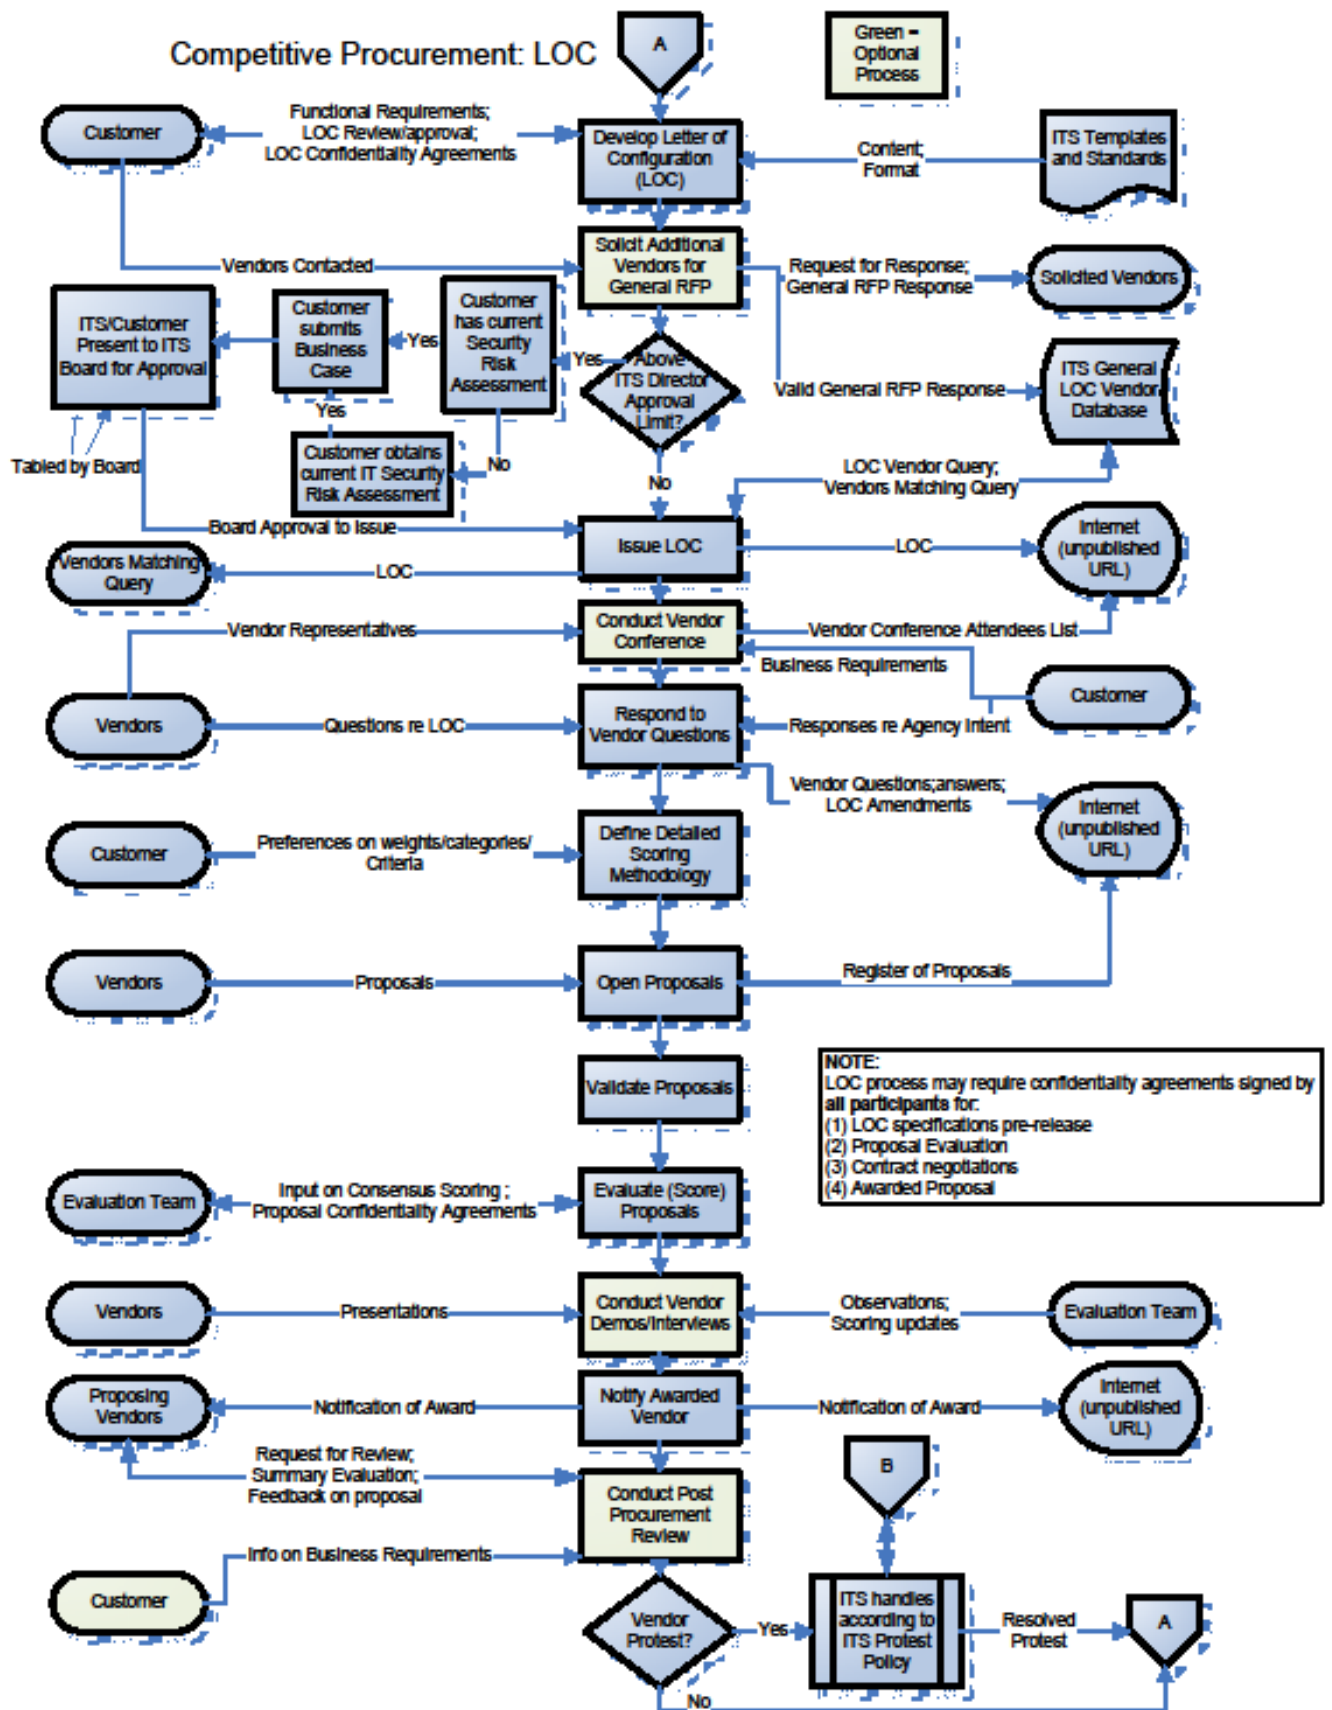 Competitive Procurement: LOC
A
Green =
Optional
Process
Customer
Functional Requirements;
LOC Review/approval;
LOC Confidentiality Agreements
Develop Letter of
Configuration
(LOC)
Content;
Format
ITS Templates
and Standards
Vendors Contacted
Solicit Additional
Vendors for
General RFP
Request for Response;
General RFP Response
Solicited Vendors
ITS/Customer
Present to ITS
Board for Approval
Customer
submits
Business
Case
Yes
Customer
has current
Security
Risk
Assessment
Yes
Above
ITS Director
Approval
Limit?
Valid General RFP Response
ITS General
LOC Vendor
Database
Yes
Tabled by Board
Customer obtains
current IT Security
Risk Assessment
No
No
LOC Vendor Query;
Vendors Matching Query
Board Approval to Issue
Issue LOC
LOC
Internet
(unpublished
URL)
Vendors Matching
Query
LOC
Vendor Representatives
Conduct Vendor
Conference
Vendor Conference Attendees List
Business Requirements
Customer
Vendors
Questions re LOC
Respond to
Vendor Questions
Responses re Agency Intent
Vendor Questions;answers;
LOC Amendments
Internet
(unpublished
URL)
Customer
Preferences on weights/categories/
Criteria
Define Detailed
Scoring
Methodology
Vendors
Proposals
Open Proposals
Register of Proposals
Validate Proposals
NOTE:
LOC process may require confidentiality agreements signed by
all participants for:
(1) LOC specifications pre-release
(2) Proposal Evaluation
(3) Contract negotiations
(4) Awarded Proposal
Evaluation Team
Input on Consensus Scoring ;
Proposal Confidentiality Agreements
Evaluate (Score)
Proposals
Vendors
Presentations
Conduct Vendor
Demos/Interviews
Observations;
Scoring updates
Evaluation Team
Proposing
Vendors
Notification of Award
Notify Awarded
Vendor
Notification of Award
Internet
(unpublished
URL)
Request for Review;
Summary Evaluation;
Feedback on proposal
Conduct Post
Procurement
Review
B
Info on Business Requirements
Customer
Vendor
Protest?
Yes
ITS handles
according to
ITS Protest
Policy
Resolved
Protest
A
No